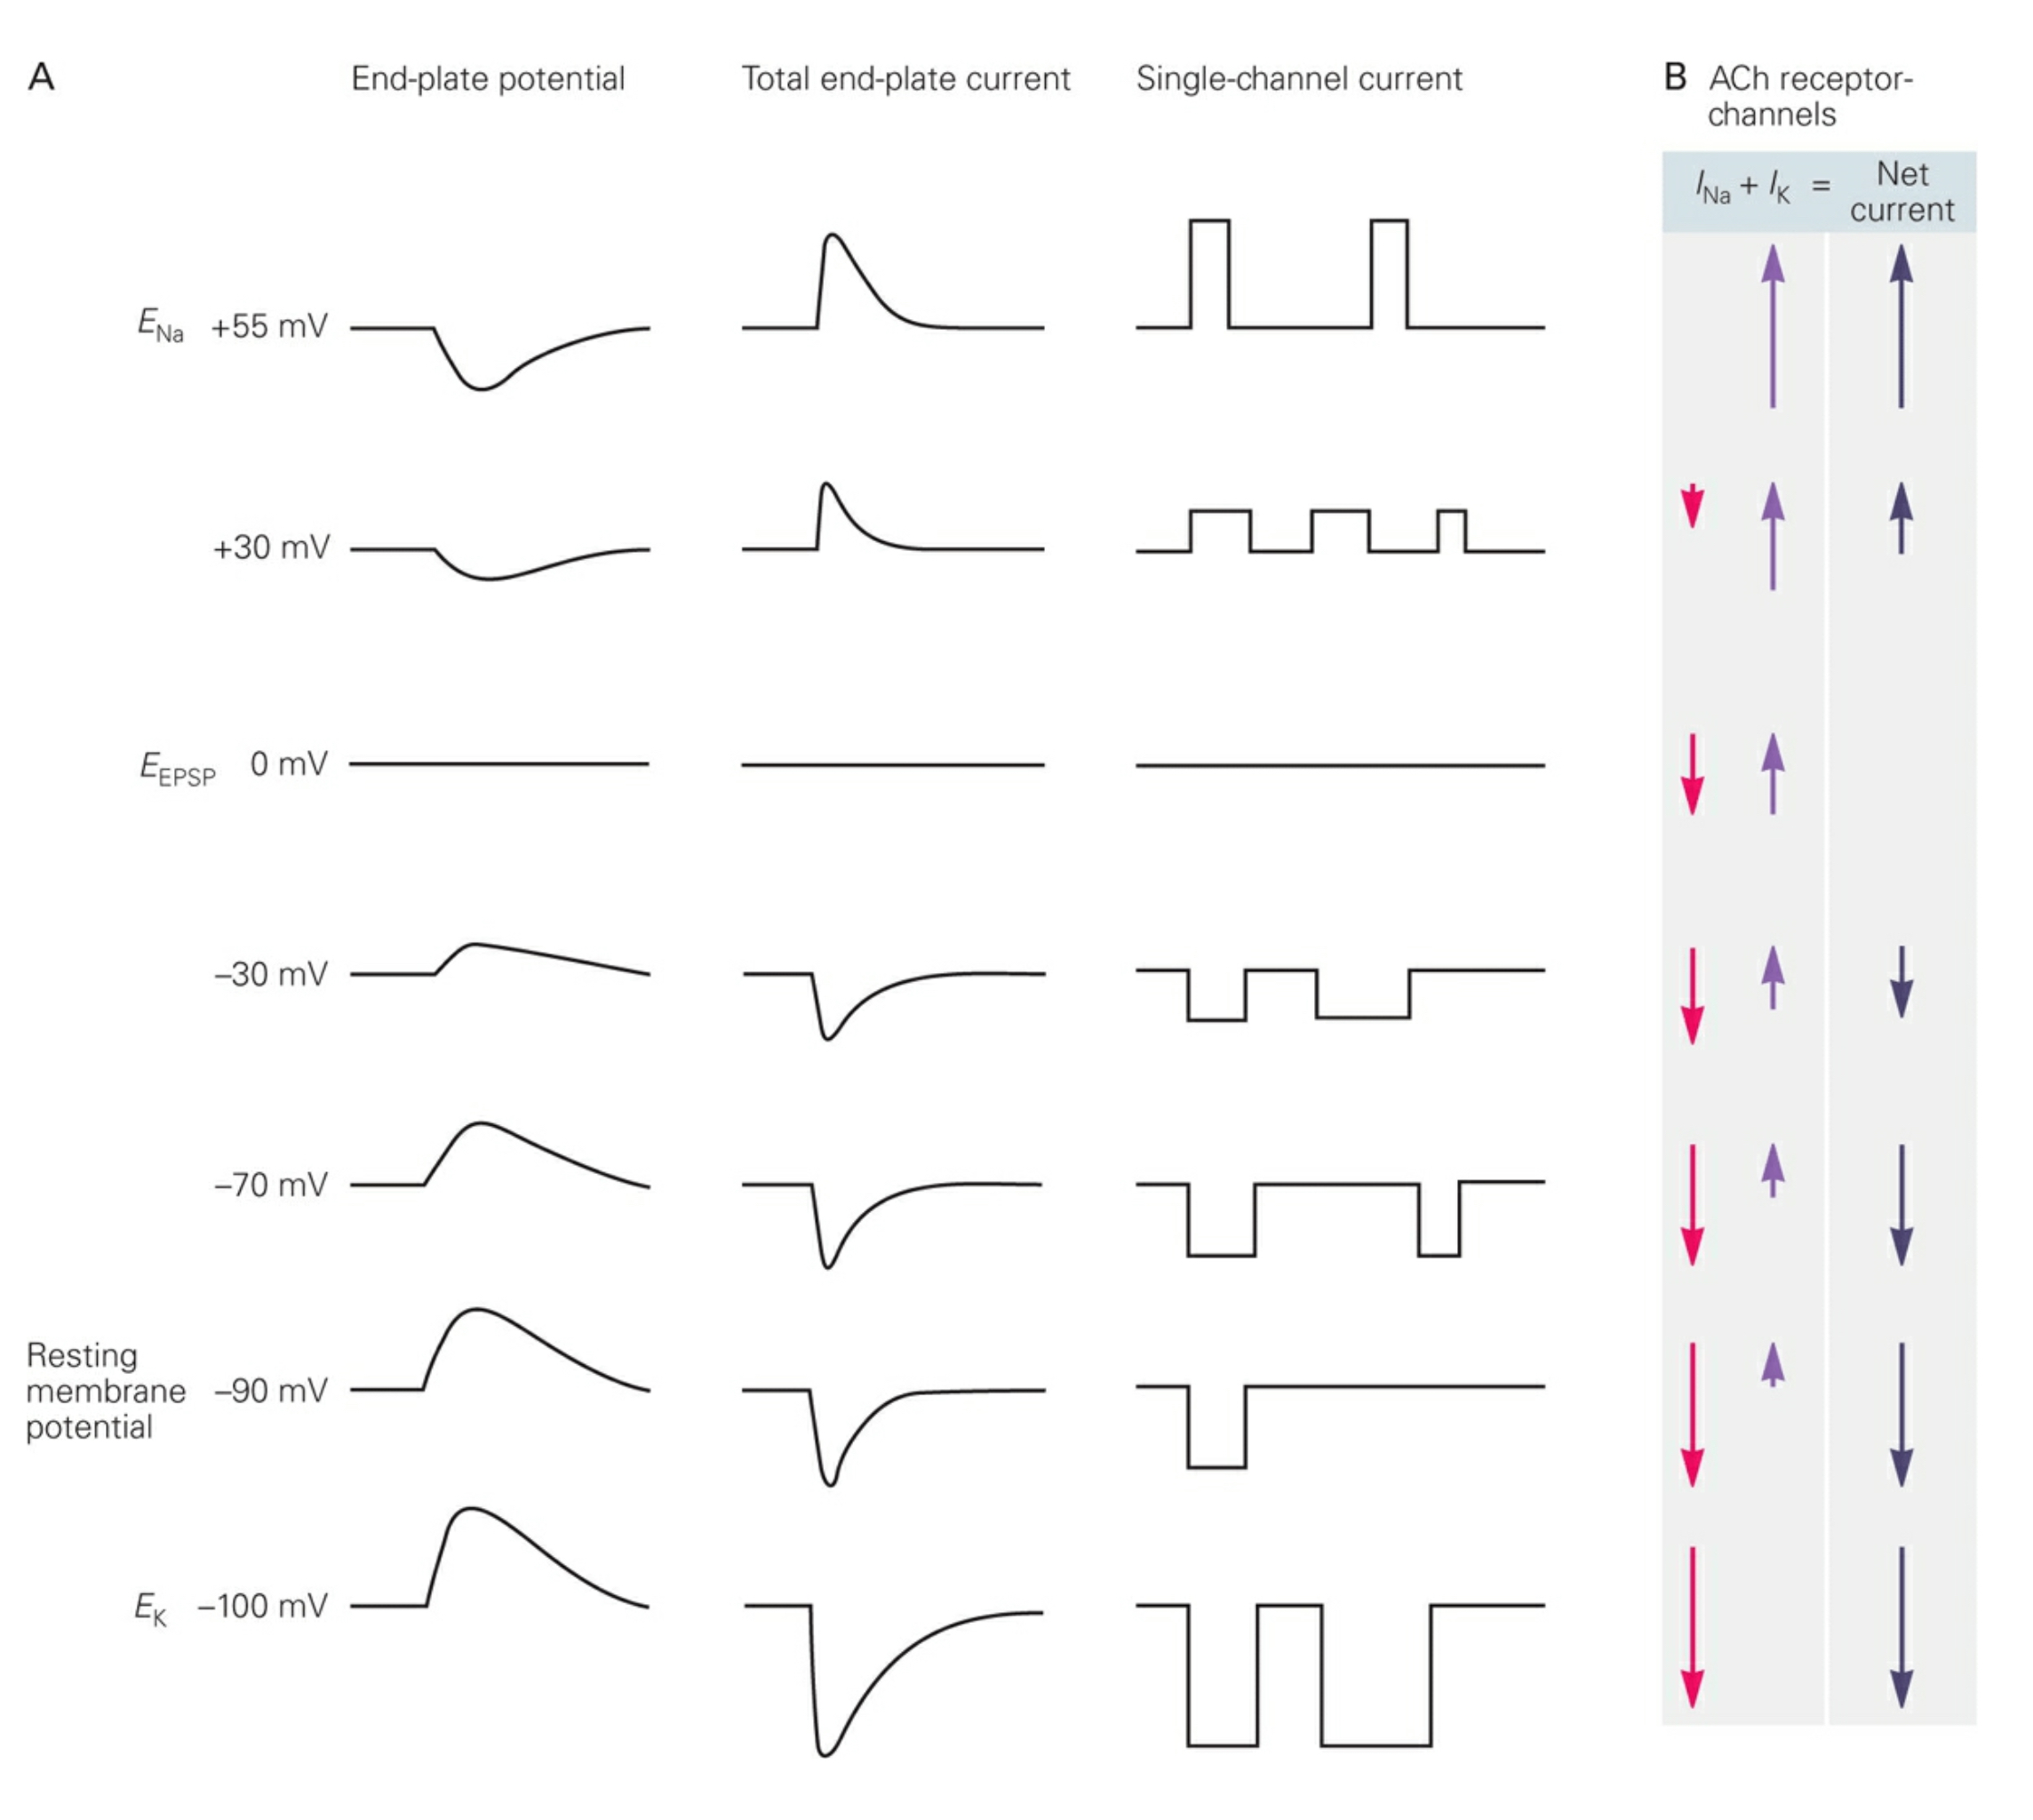 A
End-plate potential
Total end-plate current
Single-channel current
B ACh receptor-
channels
I_Na + I_K = Net
current
E_Na +55 mV
+30 mV
E_EPSP 0 mV
–30 mV
–70 mV
Resting
membrane –90 mV
potential
E_K –100 mV